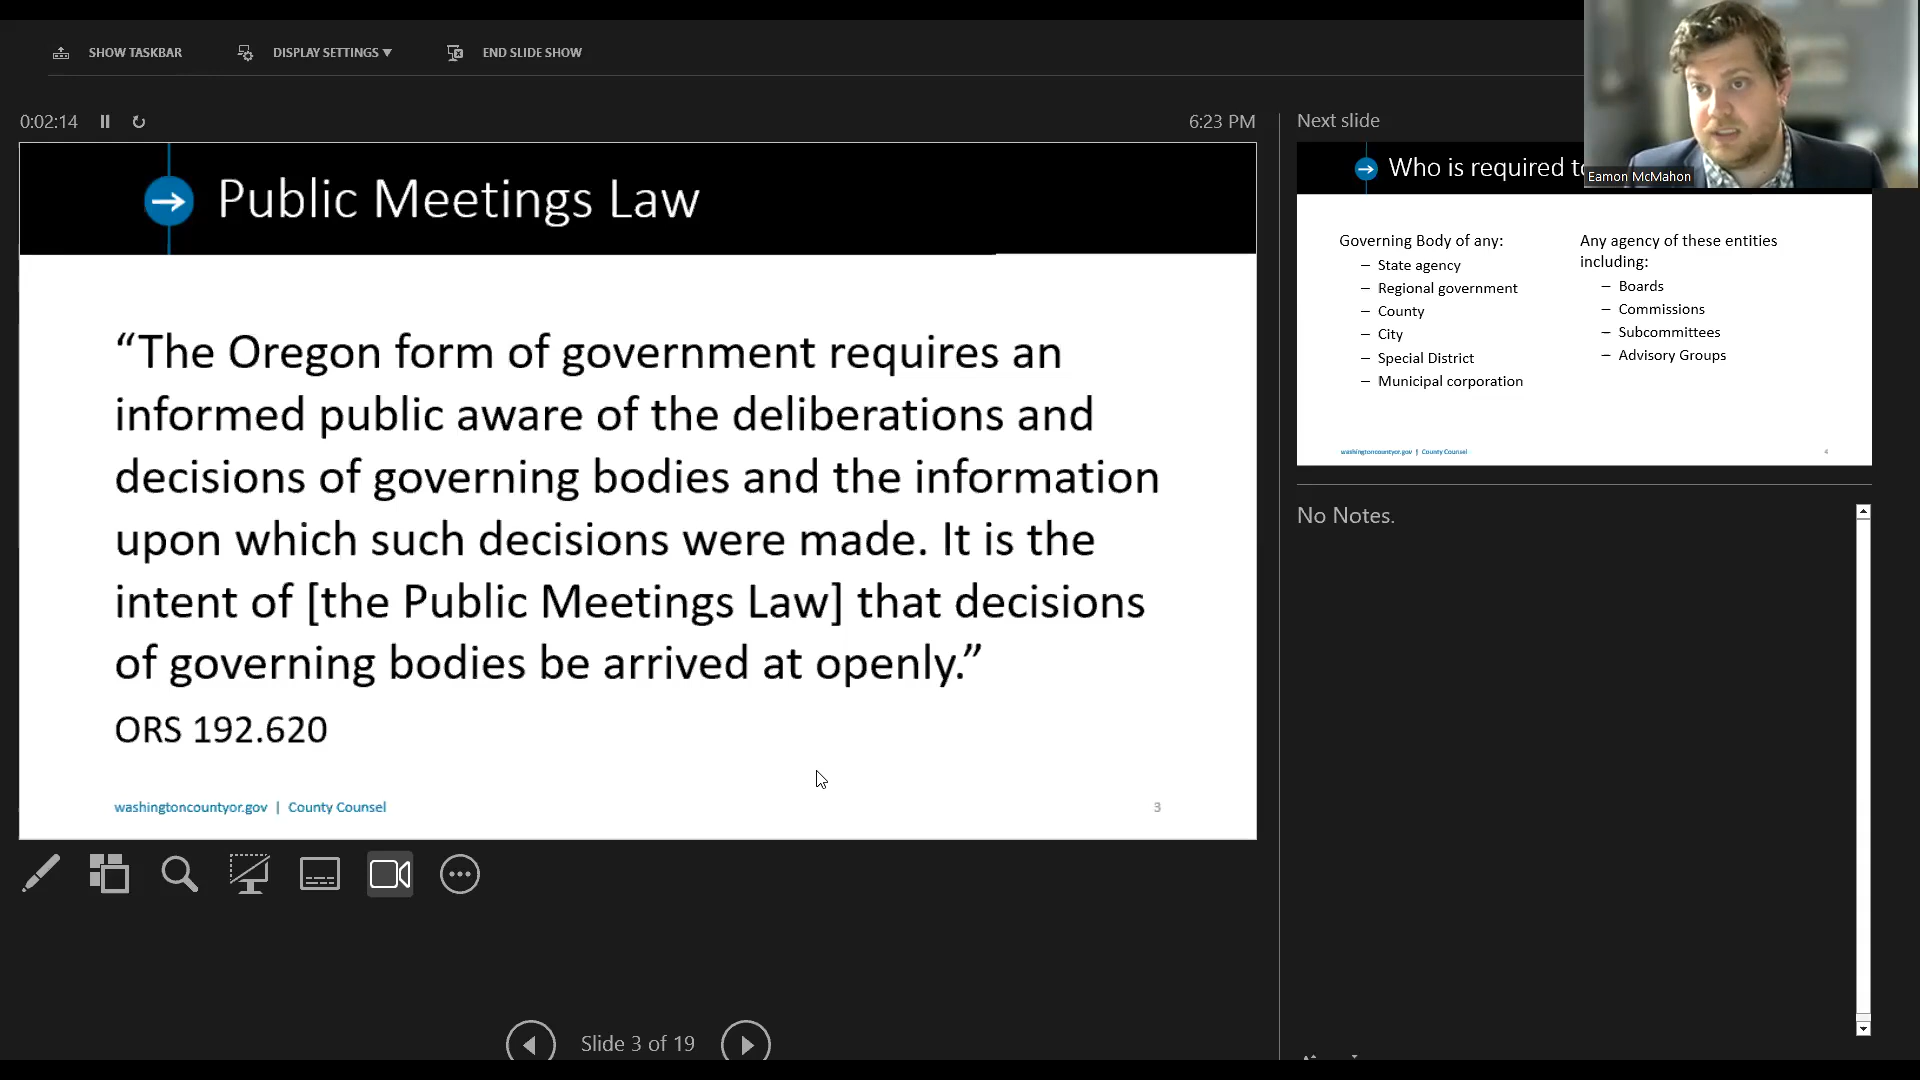 SHOW TASKBAR
DISPLAY SETTINGS ▼
END SLIDE SHOW
0:02:14
6:23 PM
Public Meetings Law
“The Oregon form of government requires an
informed public aware of the deliberations and
decisions of governing bodies and the information
upon which such decisions were made. It is the
intent of [the Public Meetings Law] that decisions
of governing bodies be arrived at openly.”
ORS 192.620
washingtoncountyor.gov | County Counsel
3
Slide 3 of 19
Next slide
Eamon McMahon
Who is required
Governing Body of any:
– State agency
– Regional government
– County
– City
– Special District
– Municipal corporation
Any agency of these entities
including:
– Boards
– Commissions
– Subcommittees
– Advisory Groups
washingtoncountyor.gov | County Counsel
4
No Notes.